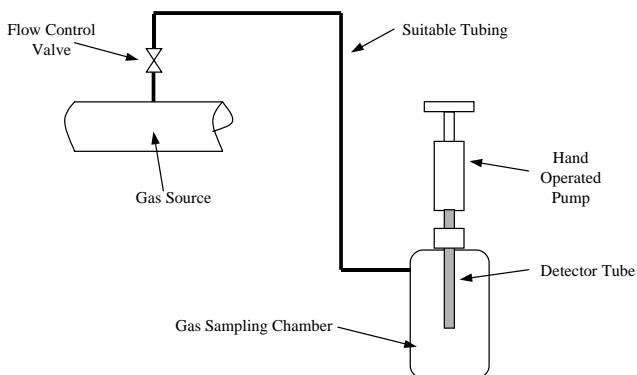 Flow Control
Valve
Suitable Tubing
Gas Source
Hand
Operated
Pump
Detector Tube
Gas Sampling Chamber